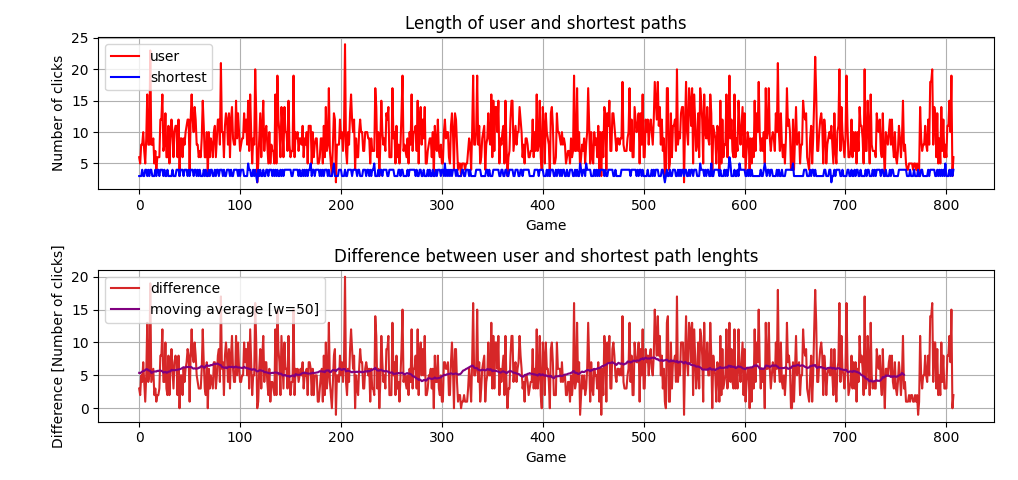 Length of user and shortest paths
Number of clicks
25
20
15
10
5
user
shortest
0 100 200 300 400 500 600 700 800
Game
Difference between user and shortest path lenghts
Difference [Number of clicks]
20
15
10
5
0
difference
moving average [w=50]
0 100 200 300 400 500 600 700 800
Game